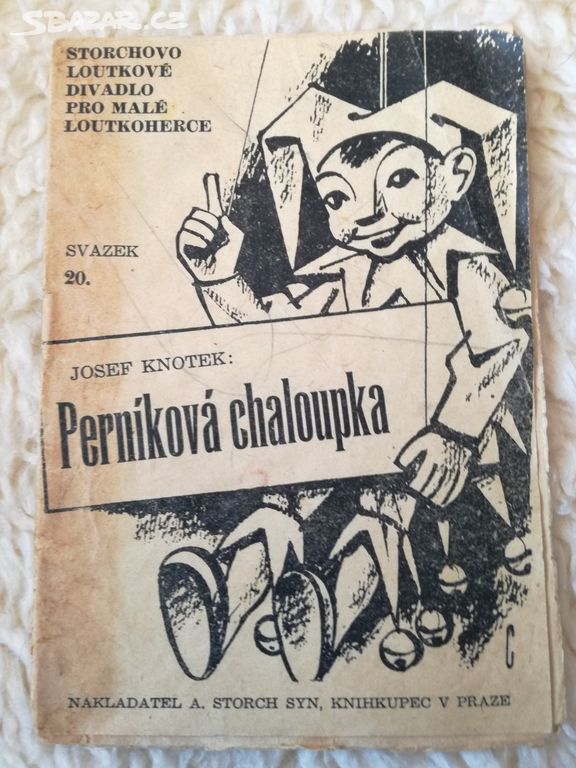 SBAZAR.CZ
STORCHOVO
LOUTKOVÉ
DIVADLO
PRO MALÉ
LOUTKOHERCE
SVAZEK
20.
JOSEF KNOTEK:
Perníková chaloupka
C
NAKLADATEL A. STORCH SYN, KNIHKUPEC V PRAZE